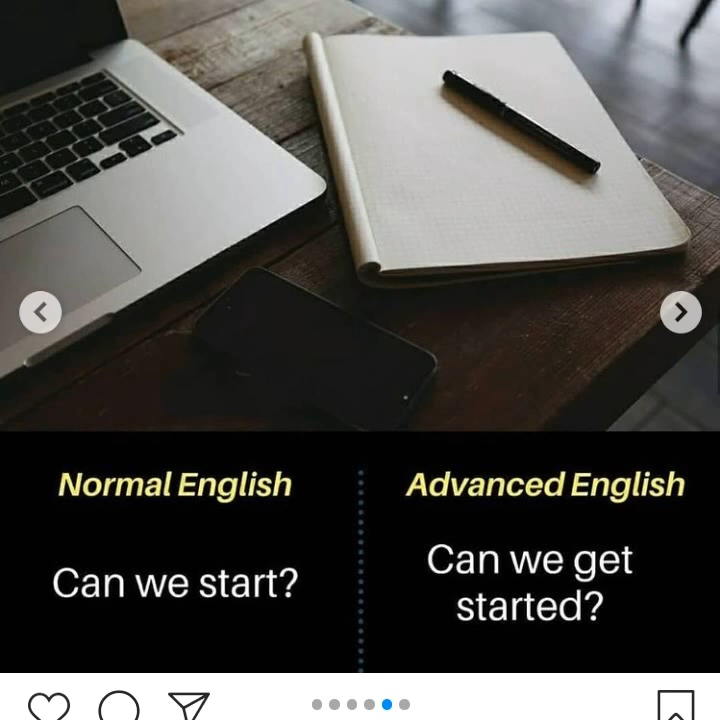 Normal English
Can we start?
Advanced English
Can we get
started?